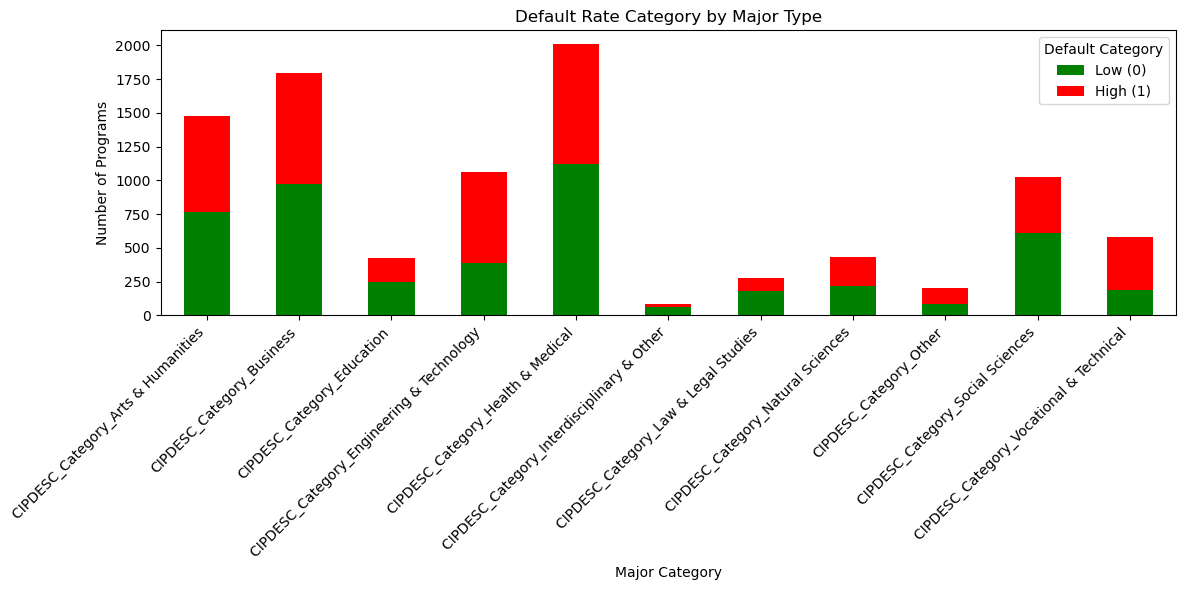 Default Rate Category by Major Type
Number of Programs
2000
1750
1500
1250
1000
750
500
250
0
Default Category
Low (0)
High (1)
CIPDESC_Category_Arts & Humanities
CIPDESC_Category_Business
CIPDESC_Category_Education
CIPDESC_Category_Engineering & Technology
CIPDESC_Category_Health & Medical
CIPDESC_Category_Interdisciplinary & Other
CIPDESC_Category_Law & Legal Studies
CIPDESC_Category_Natural Sciences
CIPDESC_Category_Other
CIPDESC_Category_Social Sciences
CIPDESC_Category_Vocational & Technical
Major Category